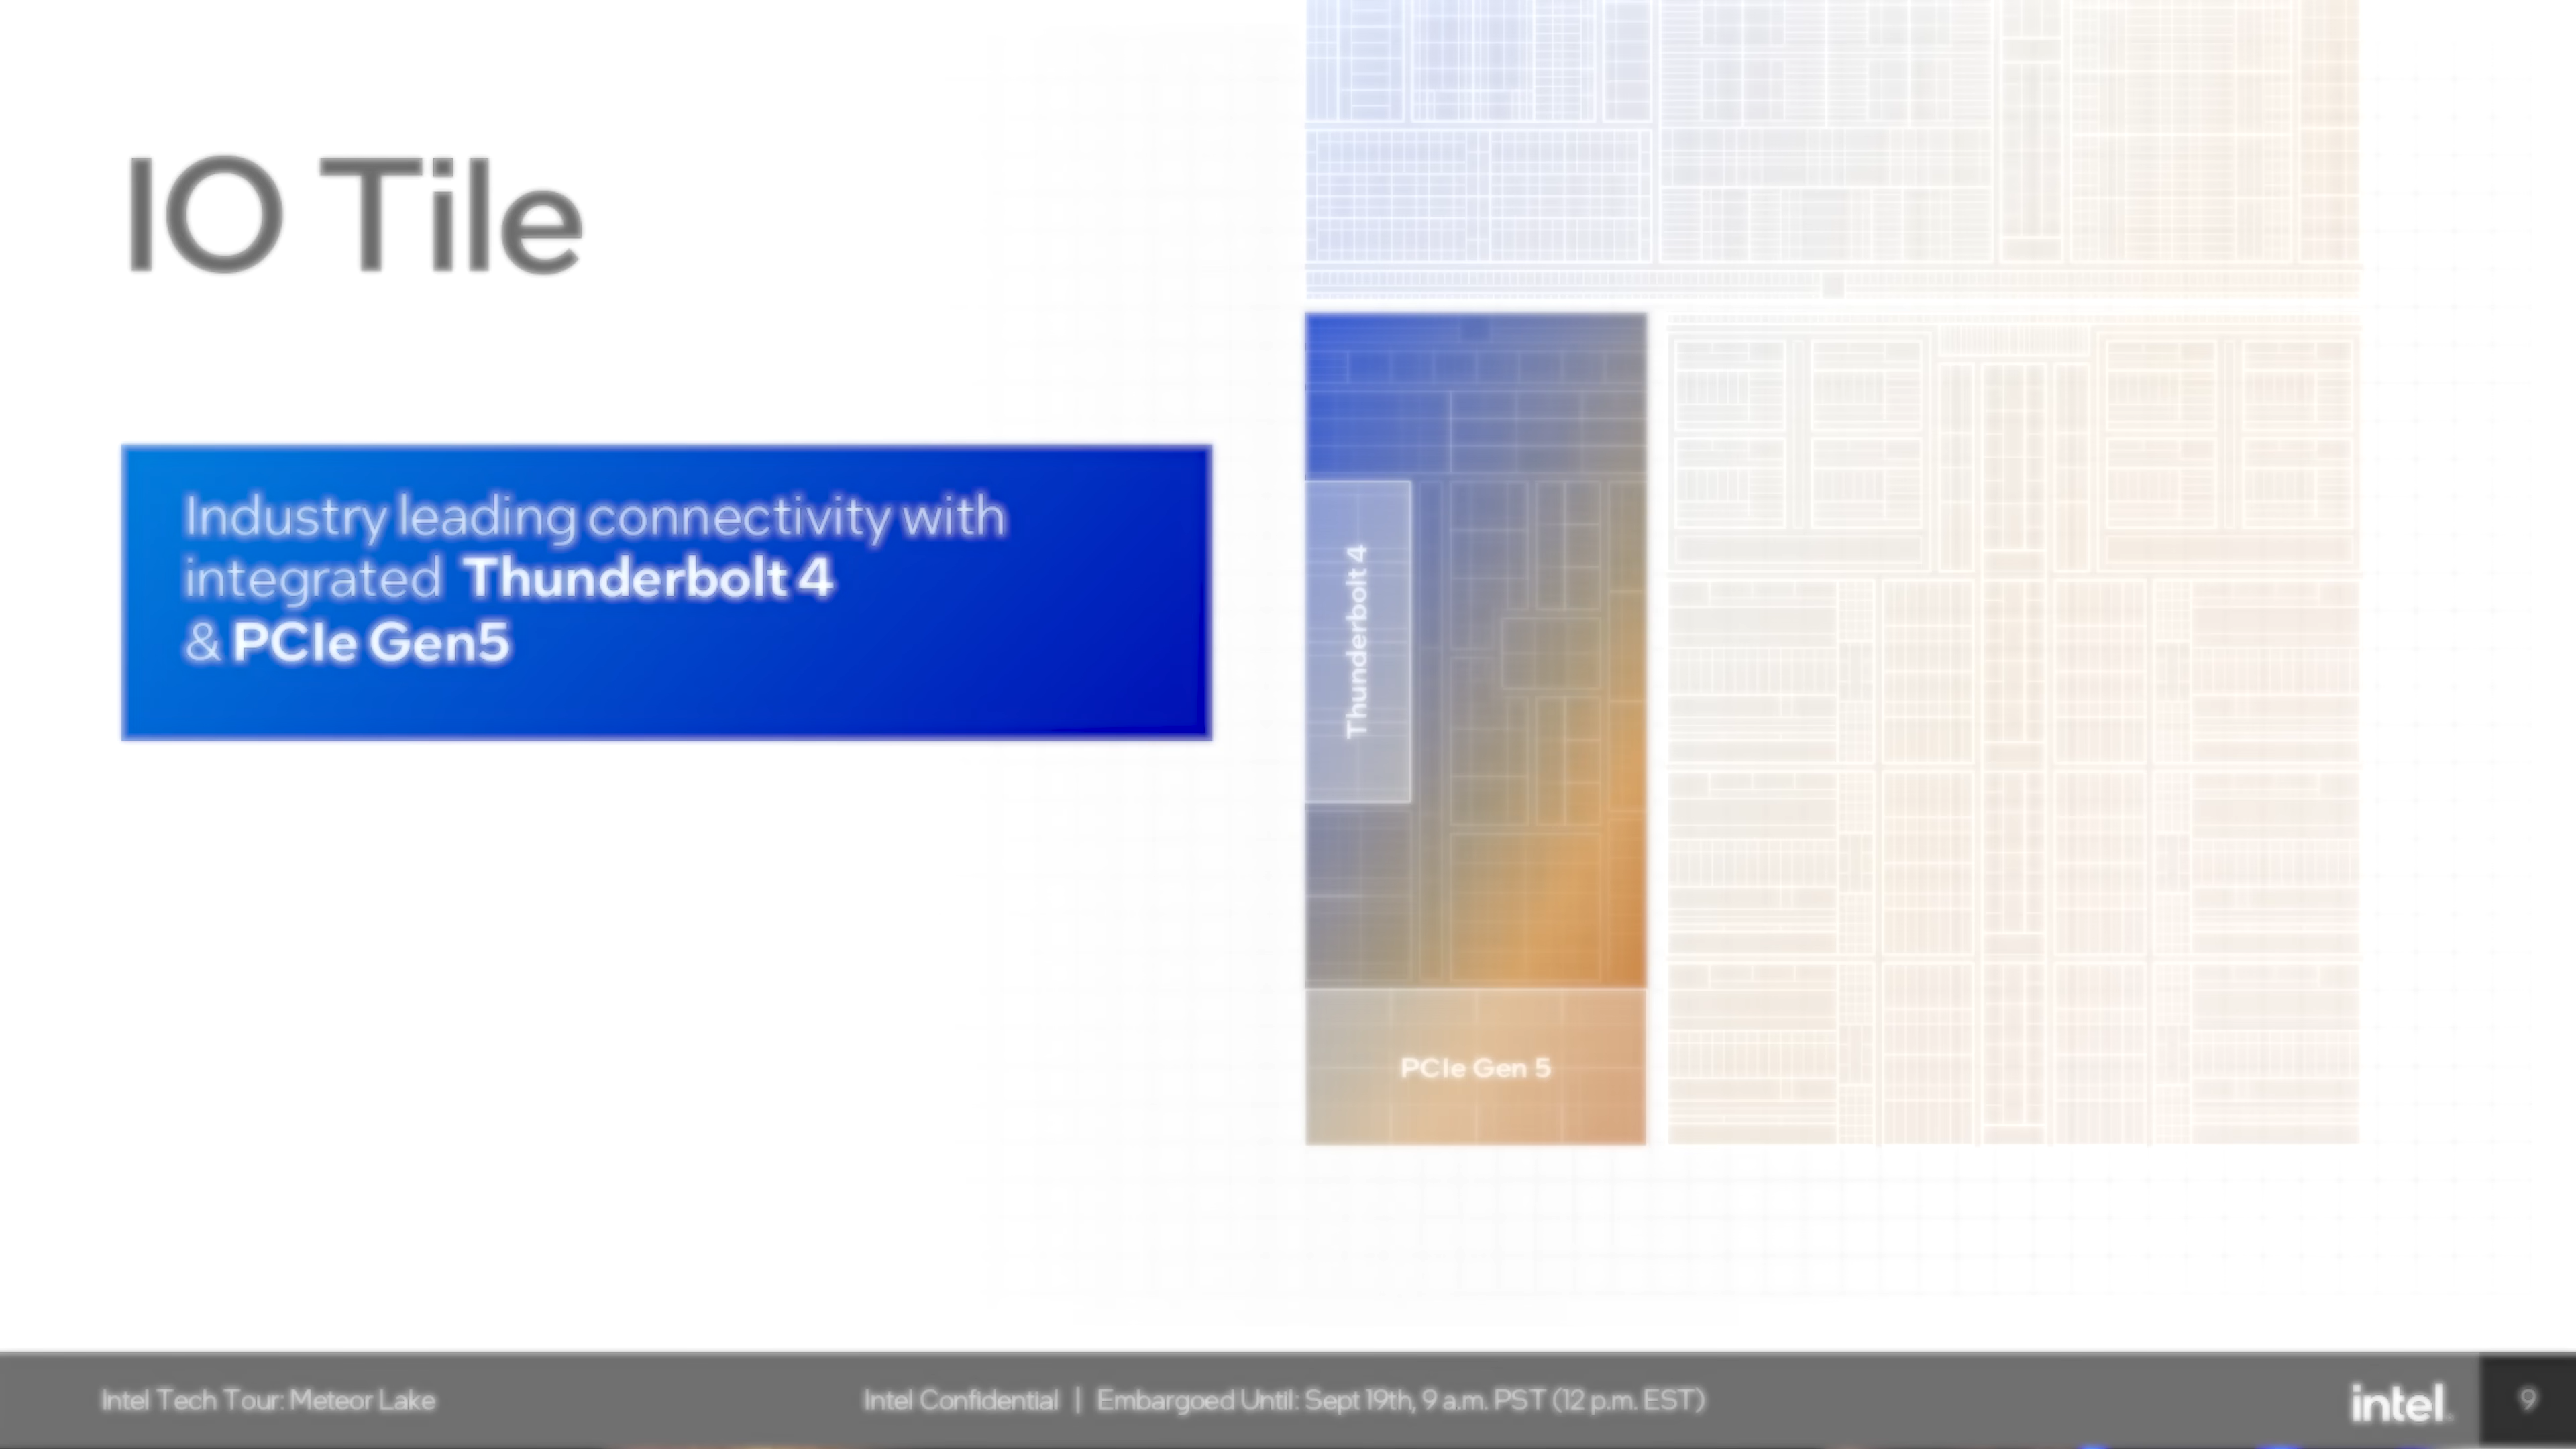 IO Tile
Industry leading connectivity with
integrated Thunderbolt 4
& PCIe Gen5
Thunderbolt 4
PCIe Gen 5
Intel Tech Tour: Meteor Lake
Intel Confidential | Embargoed Until: Sept 19th, 9 a.m. PST (12 p.m. EST)
intel.
9